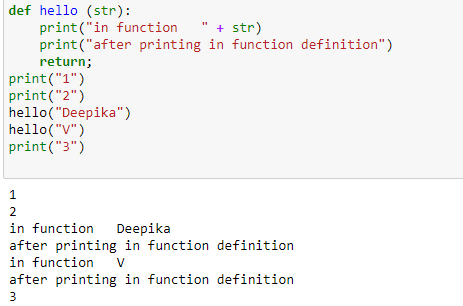 def hello (str):
    print("in function   " + str)
    print("after printing in function definition")
    return;
print("1")
print("2")
hello("Deepika")
hello("V")
print("3")
1
2
in function   Deepika
after printing in function definition
in function   V
after printing in function definition
3